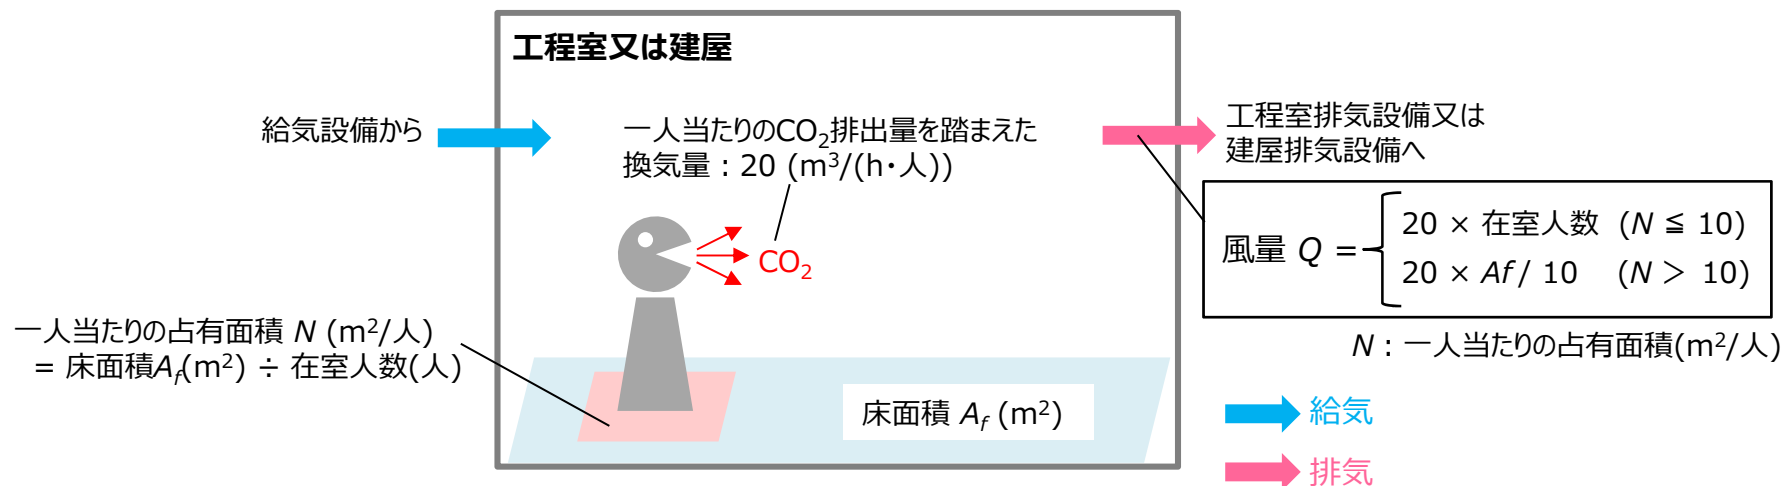 工程室又は建屋
給気設備から
一人当たりのCO₂排出量を踏まえた
換気量:20 (m³/(h・人))
工程室排気設備又は
建屋排気設備へ
CO₂
風量 Q =
20 × 在室人数 (N ≦ 10)
20 × Af / 10 (N > 10)
N:一人当たりの占有面積(m²/人)
一人当たりの占有面積 N (m²/人)
= 床面積A_f(m²) ÷ 在室人数(人)
床面積 A_f (m²)
給気
排気